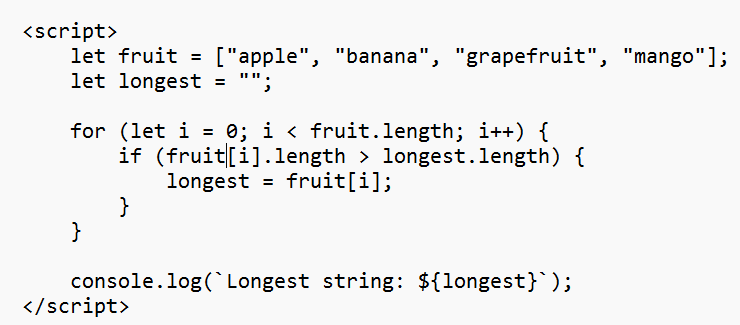 <script>
    let fruit = ["apple", "banana", "grapefruit", "mango"];
    let longest = "";

    for (let i = 0; i < fruit.length; i++) {
        if (fruit[i].length > longest.length) {
            longest = fruit[i];
        }
    }

    console.log(`Longest string: ${longest}`);
</script>